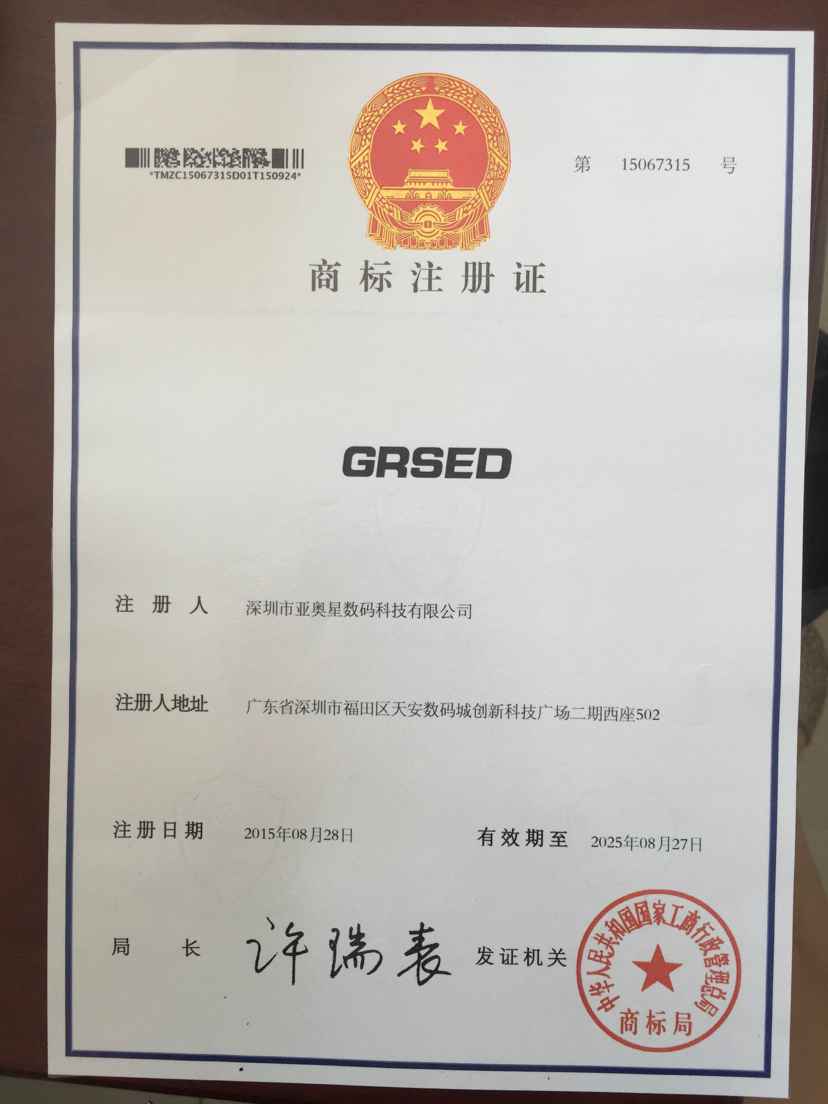 *TMZC15067315D01T150924*
第 15067315 号
商标注册证
GRSED
注册人 深圳市亚奥星数码科技有限公司
注册人地址 广东省深圳市福田区天安数码城创新科技广场二期西座502
注册日期 2015年08月28日 有效期至 2025年08月27日
局长 许瑞表 发证机关
中华人民共和国国家工商行政管理总局
商标局